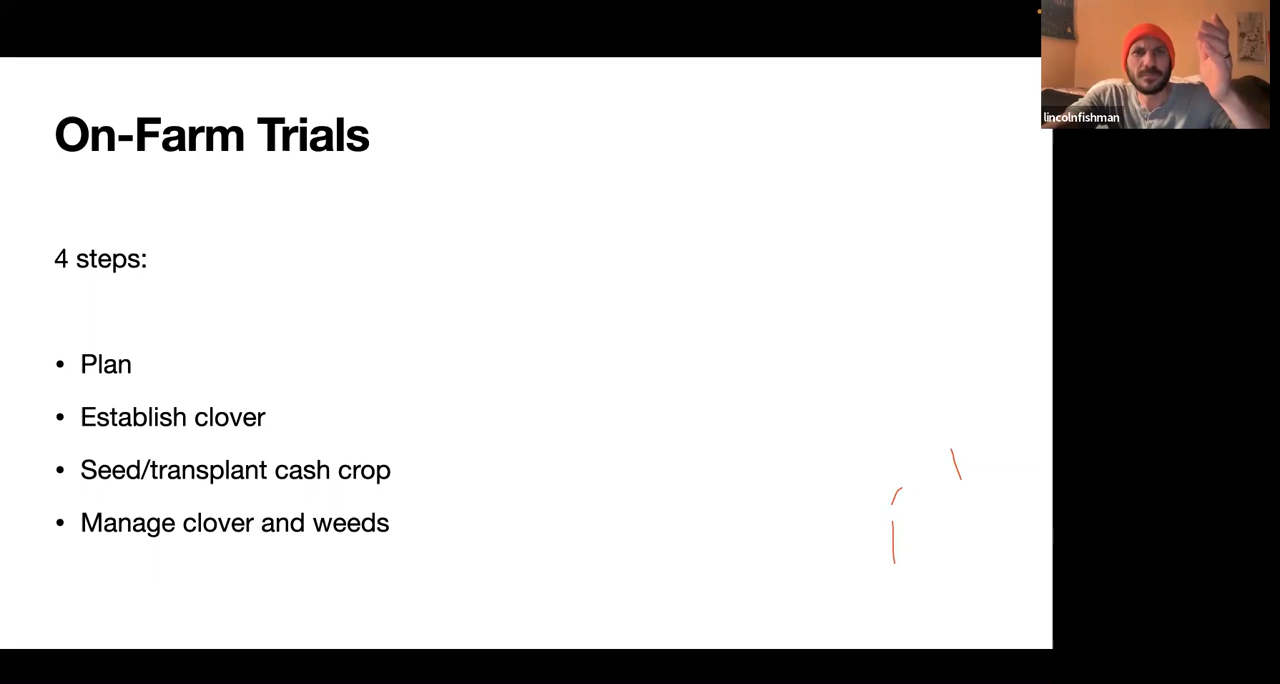 lincolnfishman
On-Farm Trials
4 steps:
• Plan
• Establish clover
• Seed/transplant cash crop
• Manage clover and weeds